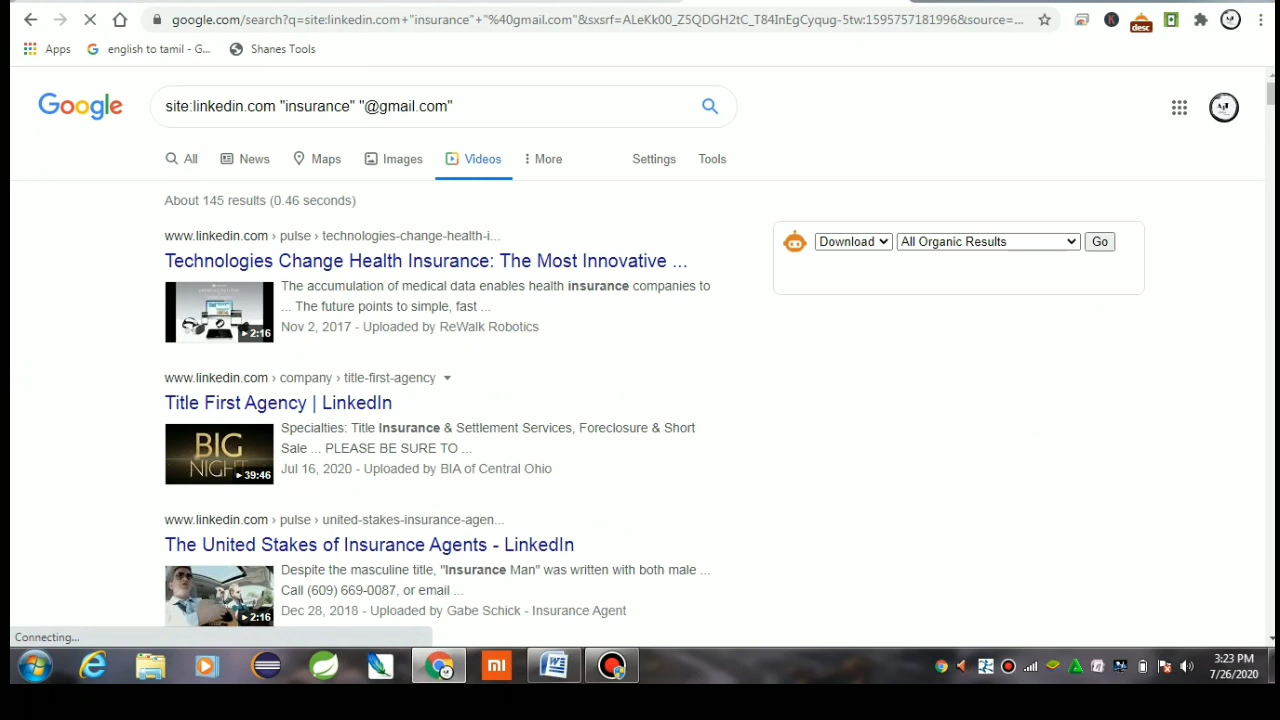 google.com/search?q=site:linkedin.com+"insurance"+"%40gmail.com"&sxsrf=ALeKk00_Z5QDGH2tC_T84InEgCyqug-5tw:1595757181996&source=...
desc
Apps
english to tamil - G...
Shanes Tools
Google
site:linkedin.com "insurance" "@gmail.com"
All News Maps Images Videos More Settings Tools
About 145 results (0.46 seconds)
www.linkedin.com › pulse › technologies-change-health-i...
Technologies Change Health Insurance: The Most Innovative ...
The accumulation of medical data enables health insurance companies to
... The future points to simple, fast ...
2:16
Nov 2, 2017 - Uploaded by ReWalk Robotics
Download All Organic Results Go
www.linkedin.com › company › title-first-agency
Title First Agency | LinkedIn
Specialties: Title Insurance & Settlement Services, Foreclosure & Short
Sale ... PLEASE BE SURE TO ...
BIG
NIGHT
39:46
Jul 16, 2020 - Uploaded by BIA of Central Ohio
www.linkedin.com › pulse › united-stakes-insurance-agen...
The United Stakes of Insurance Agents - LinkedIn
Despite the masculine title, "Insurance Man" was written with both male ...
Call (609) 669-0087, or email ...
2:16
Dec 28, 2018 - Uploaded by Gabe Schick - Insurance Agent
Connecting...
3:23 PM
7/26/2020